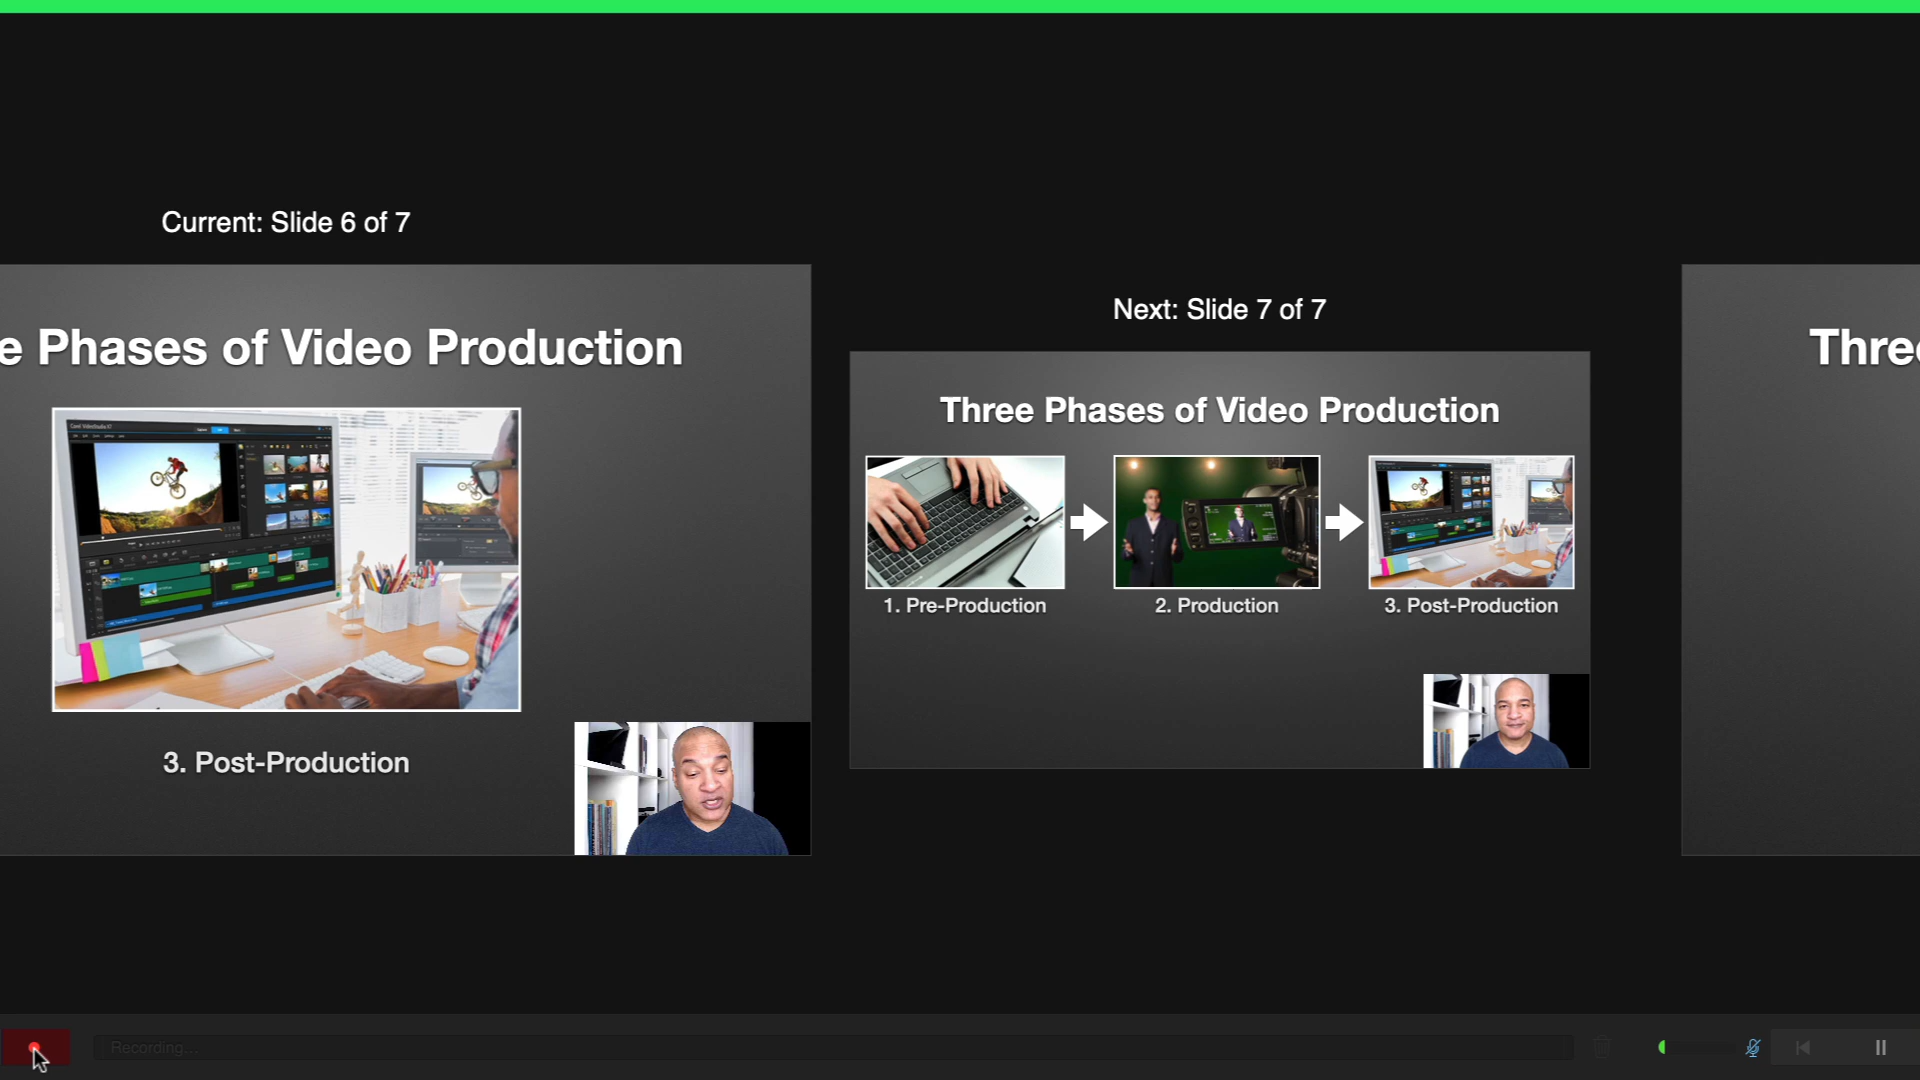 Current: Slide 6 of 7
e Phases of Video Production
3. Post-Production
Next: Slide 7 of 7
Three Phases of Video Production
1. Pre-Production
2. Production
3. Post-Production
Three
Recording...